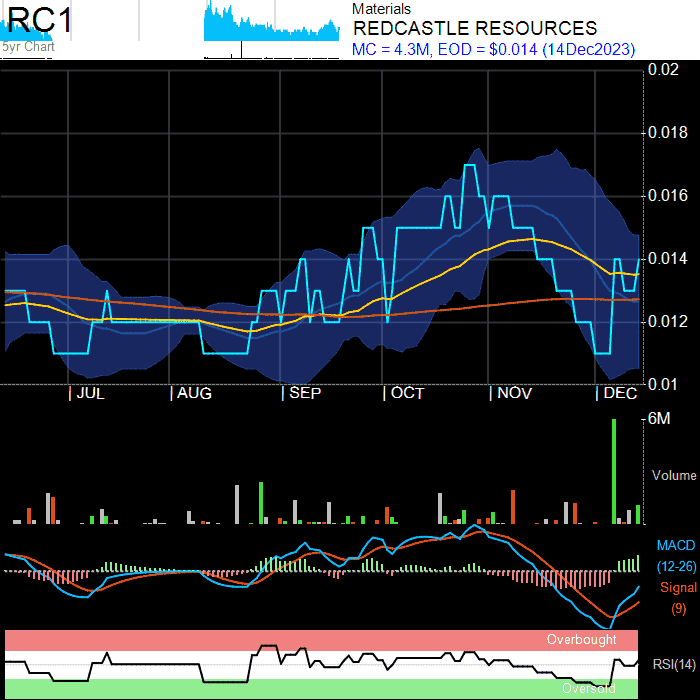 RC1
5yr Chart
Materials
REDCASTLE RESOURCES
MC = 4.3M, EOD = $0.014 (14Dec2023)
0.02
0.018
0.016
0.014
0.012
0.01
JUL AUG SEP OCT NOV DEC
6M
Volume
MACD
(12-26)
Signal
(9)
Overbought
RSI(14)
Oversold